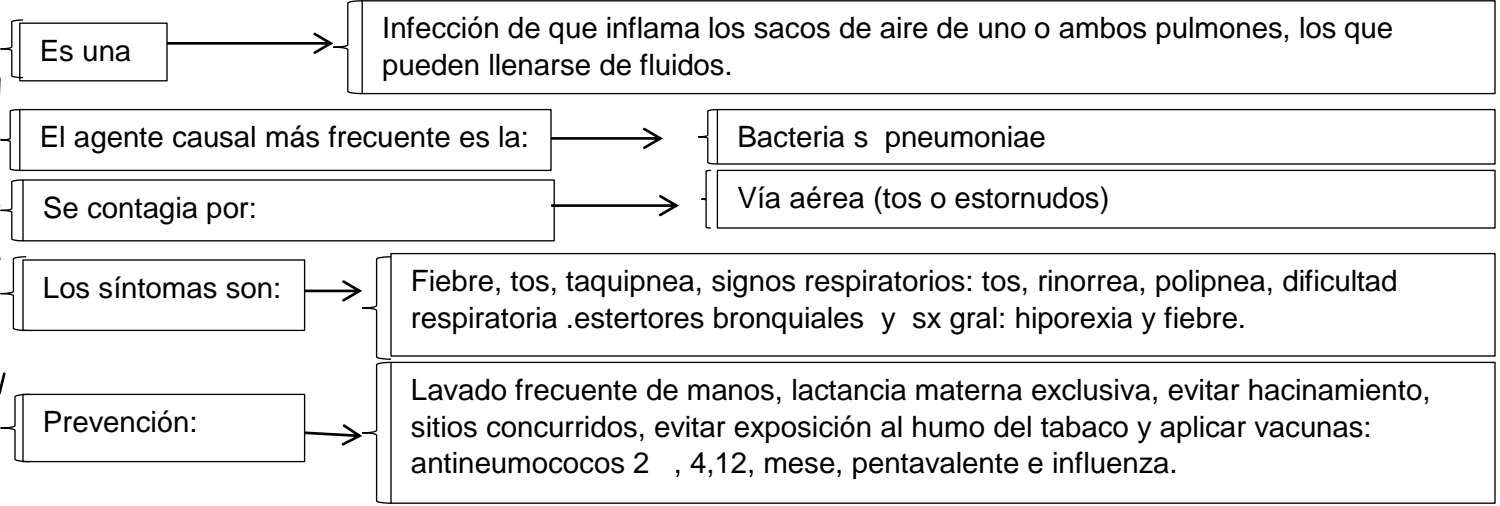 Es una
Infección de que inflama los sacos de aire de uno o ambos pulmones, los que
pueden llenarse de fluidos.
El agente causal más frecuente es la:
Bacteria s pneumoniae
Se contagia por:
Vía aérea (tos o estornudos)
Los síntomas son:
Fiebre, tos, taquipnea, signos respiratorios: tos, rinorrea, polipnea, dificultad
respiratoria .estertores bronquiales y sx gral: hiporexia y fiebre.
Prevención:
Lavado frecuente de manos, lactancia materna exclusiva, evitar hacinamiento,
sitios concurridos, evitar exposición al humo del tabaco y aplicar vacunas:
antineumococos 2 , 4,12, mese, pentavalente e influenza.